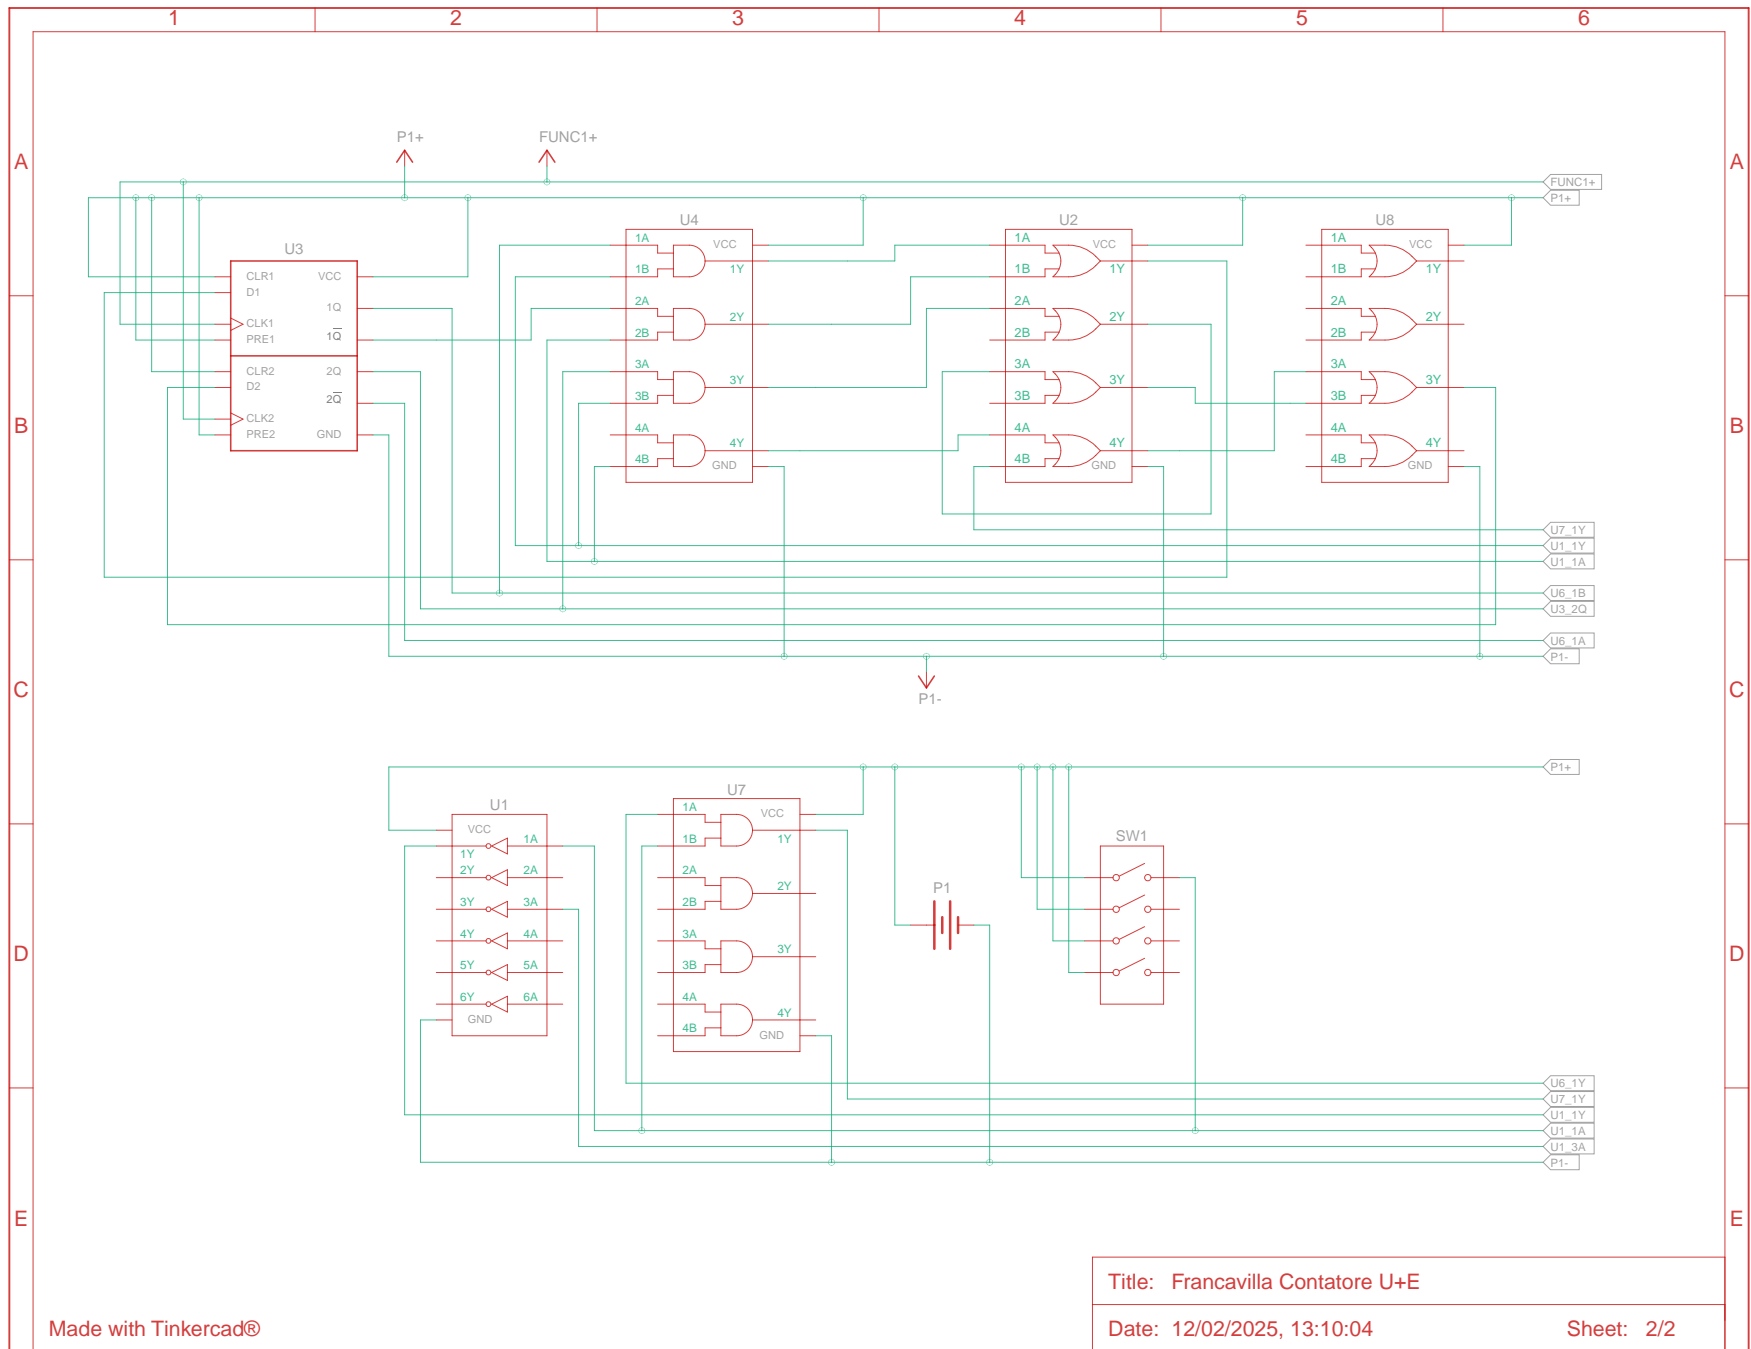 1 2 3 4 5 6
A A
P1+ FUNC1+
FUNC1+
P1+
U3
CLR1 VCC
D1
1Q
CLK1
PRE1 1Q
CLR2 2Q
D2
2Q
CLK2
PRE2 GND
U4
1A VCC
1Y
1B
2A
2Y
2B
3A
3Y
3B
4A
4Y
4B GND
U2
1A VCC
1Y
1B
2A
2Y
2B
3A
3Y
3B
4A
4Y
4B GND
U8
1A VCC
1Y
1B
2A
2Y
2B
3A
3Y
3B
4A
4Y
4B GND
B B
U7_1Y
U1_1Y
U1_1A
U6_1B
U3_2Q
U6_1A
P1-
P1-
C C
P1+
U1
VCC
1Y 1A
2Y 2A
3Y 3A
4Y 4A
5Y 5A
6Y 6A
GND
U7
1A VCC
1B 1Y
2A
2Y
2B
3A
3Y
3B
4A
4Y
4B GND
P1
SW1
D D
U6_1Y
U7_1Y
U1_1Y
U1_1A
U1_3A
P1-
E E
Title: Francavilla Contatore U+E
Made with Tinkercad®
Date: 12/02/2025, 13:10:04 Sheet: 2/2